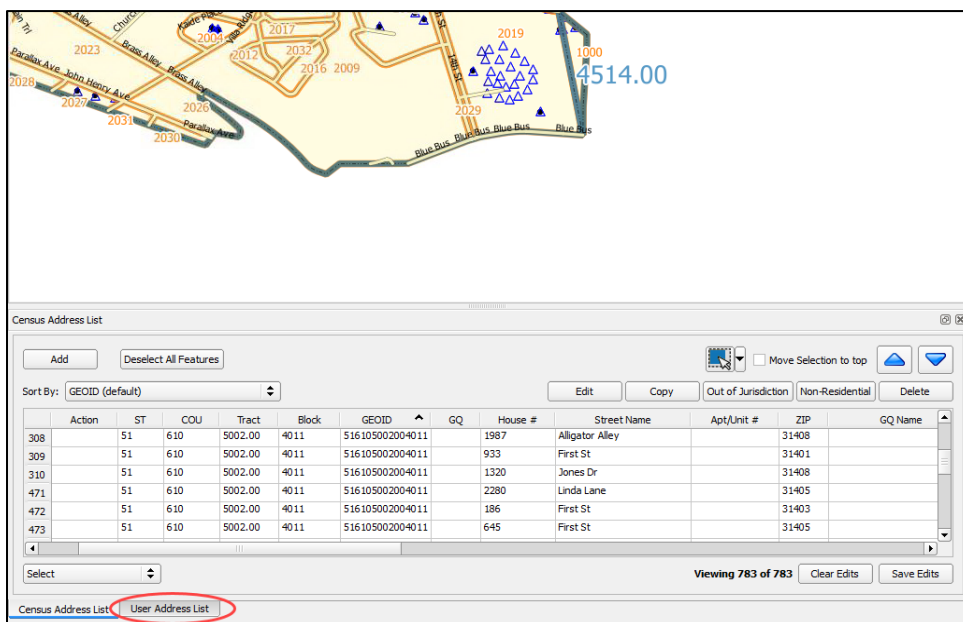 Kaide Place
Church
Brass Alley
2004
2017
2019
2023
2012
2032
2016 2009
14th St
1000
4514.00
Parallax Ave
John Henry Ave
Brass Alley
2028
2027
2026
2029
2031
2030
Parallax Ave
Blue Bus
Blue Bus
Blue Bus
Blue Bus
Census Address List
Add
Deselect All Features
Move Selection to top
Sort By: GEOID (default)
Edit Copy Out of Jurisdiction Non-Residential Delete
Action ST COU Tract Block GEOID GQ House # Street Name Apt/Unit # ZIP GQ Name
308 51 610 5002.00 4011 516105002004011 1987 Alligator Alley 31408
309 51 610 5002.00 4011 516105002004011 933 First St 31401
310 51 610 5002.00 4011 516105002004011 1320 Jones Dr 31408
471 51 610 5002.00 4011 516105002004011 2280 Linda Lane 31405
472 51 610 5002.00 4011 516105002004011 186 First St 31403
473 51 610 5002.00 4011 516105002004011 645 First St 31405
Select
Viewing 783 of 783 Clear Edits Save Edits
Census Address List User Address List